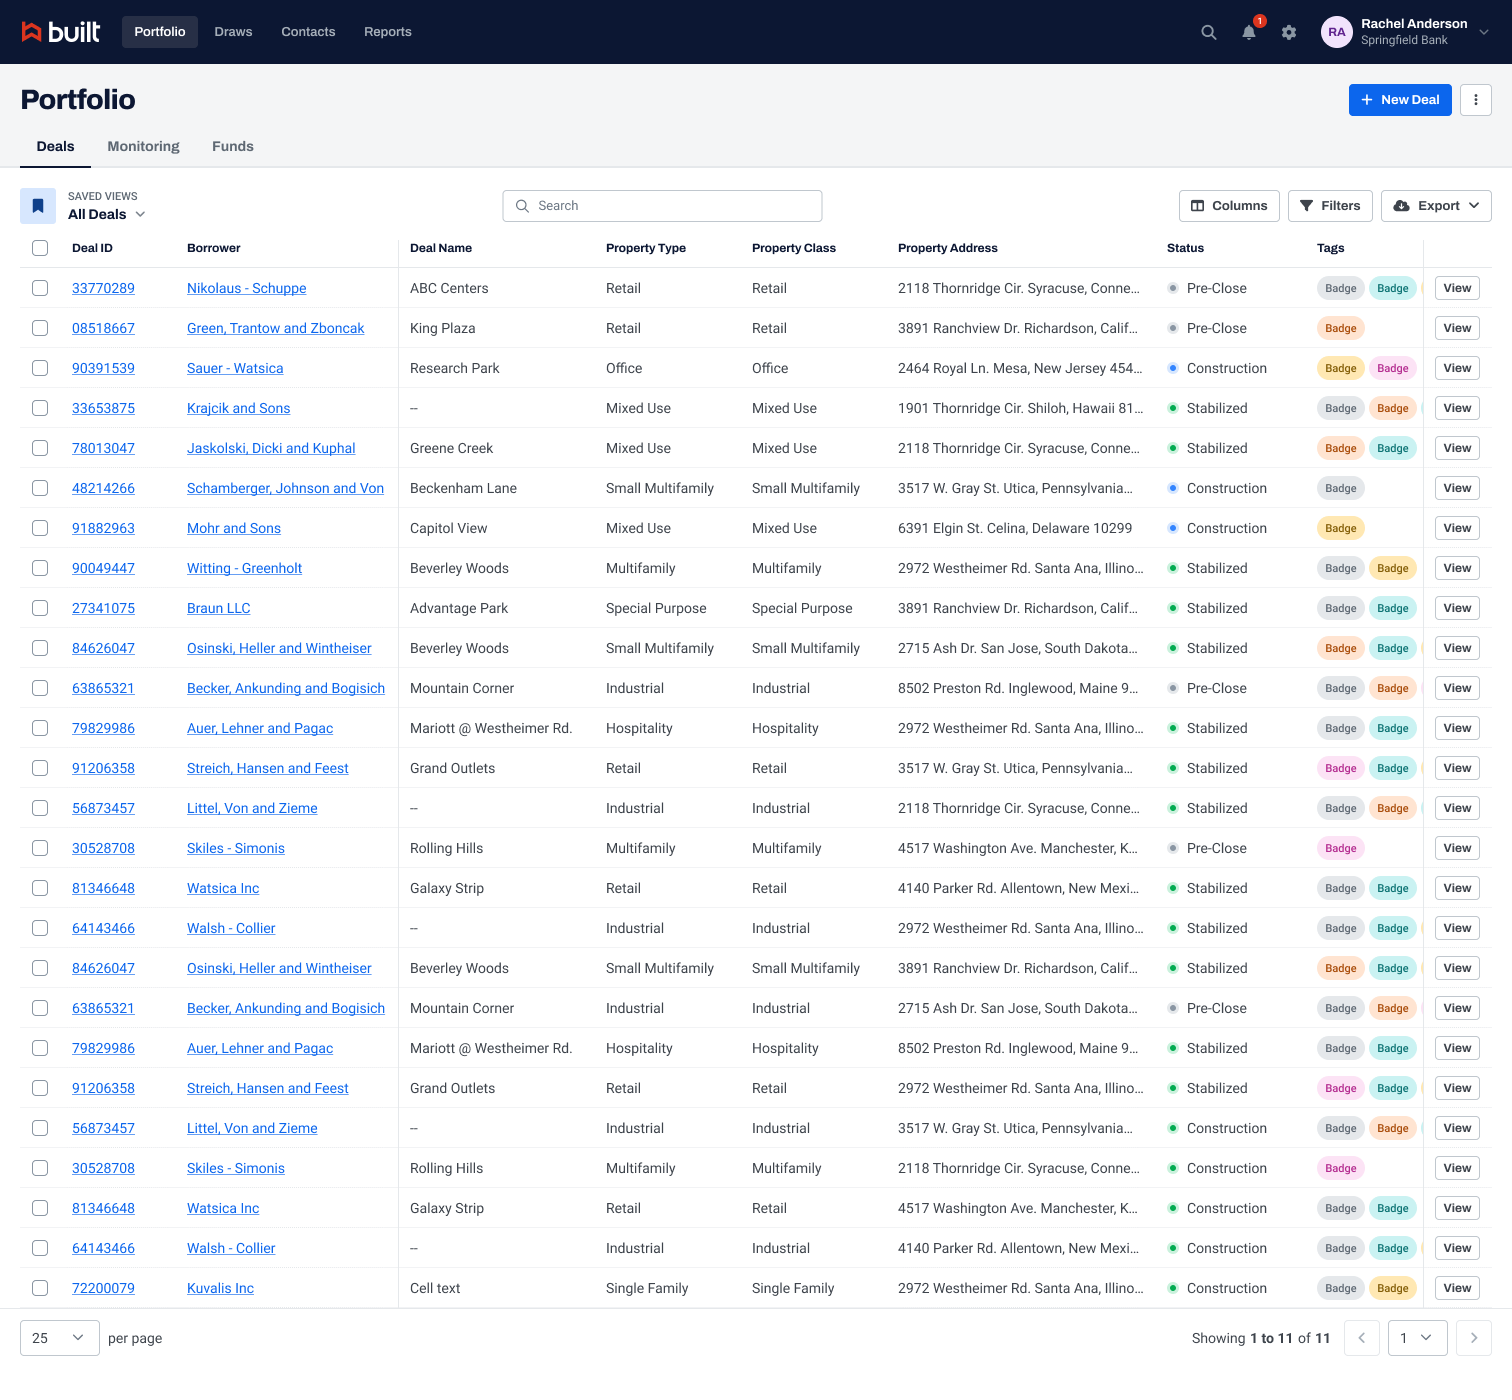 built Portfolio Draws Contacts Reports 1 RA Rachel Anderson
Springfield Bank
Portfolio + New Deal
Deals Monitoring Funds
SAVED VIEWS
All Deals Search Columns Filters Export
Deal ID Borrower Deal Name Property Type Property Class Property Address Status Tags
33770289 Nikolaus - Schuppe ABC Centers Retail Retail 2118 Thornridge Cir. Syracuse, Conne... Pre-Close Badge Badge View
08518667 Green, Trantow and Zboncak King Plaza Retail Retail 3891 Ranchview Dr. Richardson, Calif... Pre-Close Badge View
90391539 Sauer - Watsica Research Park Office Office 2464 Royal Ln. Mesa, New Jersey 454... Construction Badge Badge View
33653875 Krajcik and Sons -- Mixed Use Mixed Use 1901 Thornridge Cir. Shiloh, Hawaii 81... Stabilized Badge Badge View
78013047 Jaskolski, Dicki and Kuphal Greene Creek Mixed Use Mixed Use 2118 Thornridge Cir. Syracuse, Conne... Stabilized Badge Badge View
48214266 Schamberger, Johnson and Von Beckenham Lane Small Multifamily Small Multifamily 3517 W. Gray St. Utica, Pennsylvania... Construction Badge View
91882963 Mohr and Sons Capitol View Mixed Use Mixed Use 6391 Elgin St. Celina, Delaware 10299 Construction Badge View
90049447 Witting - Greenholt Beverley Woods Multifamily Multifamily 2972 Westheimer Rd. Santa Ana, Illino... Stabilized Badge Badge View
27341075 Braun LLC Advantage Park Special Purpose Special Purpose 3891 Ranchview Dr. Richardson, Calif... Stabilized Badge Badge View
84626047 Osinski, Heller and Wintheiser Beverley Woods Small Multifamily Small Multifamily 2715 Ash Dr. San Jose, South Dakota... Stabilized Badge Badge View
63865321 Becker, Ankunding and Bogisich Mountain Corner Industrial Industrial 8502 Preston Rd. Inglewood, Maine 9... Pre-Close Badge Badge View
79829986 Auer, Lehner and Pagac Mariott @ Westheimer Rd. Hospitality Hospitality 2972 Westheimer Rd. Santa Ana, Illino... Stabilized Badge Badge View
91206358 Streich, Hansen and Feest Grand Outlets Retail Retail 3517 W. Gray St. Utica, Pennsylvania... Stabilized Badge Badge View
56873457 Littel, Von and Zieme -- Industrial Industrial 2118 Thornridge Cir. Syracuse, Conne... Stabilized Badge Badge View
30528708 Skiles - Simonis Rolling Hills Multifamily Multifamily 4517 Washington Ave. Manchester, K... Pre-Close Badge View
81346648 Watsica Inc Galaxy Strip Retail Retail 4140 Parker Rd. Allentown, New Mexi... Stabilized Badge Badge View
64143466 Walsh - Collier -- Industrial Industrial 2972 Westheimer Rd. Santa Ana, Illino... Stabilized Badge Badge View
84626047 Osinski, Heller and Wintheiser Beverley Woods Small Multifamily Small Multifamily 3891 Ranchview Dr. Richardson, Calif... Stabilized Badge Badge View
63865321 Becker, Ankunding and Bogisich Mountain Corner Industrial Industrial 2715 Ash Dr. San Jose, South Dakota... Pre-Close Badge Badge View
79829986 Auer, Lehner and Pagac Mariott @ Westheimer Rd. Hospitality Hospitality 8502 Preston Rd. Inglewood, Maine 9... Stabilized Badge Badge View
91206358 Streich, Hansen and Feest Grand Outlets Retail Retail 2972 Westheimer Rd. Santa Ana, Illino... Stabilized Badge Badge View
56873457 Littel, Von and Zieme -- Industrial Industrial 3517 W. Gray St. Utica, Pennsylvania... Construction Badge Badge View
30528708 Skiles - Simonis Rolling Hills Multifamily Multifamily 2118 Thornridge Cir. Syracuse, Conne... Construction Badge View
81346648 Watsica Inc Galaxy Strip Retail Retail 4517 Washington Ave. Manchester, K... Construction Badge Badge View
64143466 Walsh - Collier -- Industrial Industrial 4140 Parker Rd. Allentown, New Mexi... Construction Badge Badge View
72200079 Kuvalis Inc Cell text Single Family Single Family 2972 Westheimer Rd. Santa Ana, Illino... Construction Badge Badge View
25 per page Showing 1 to 11 of 11 1